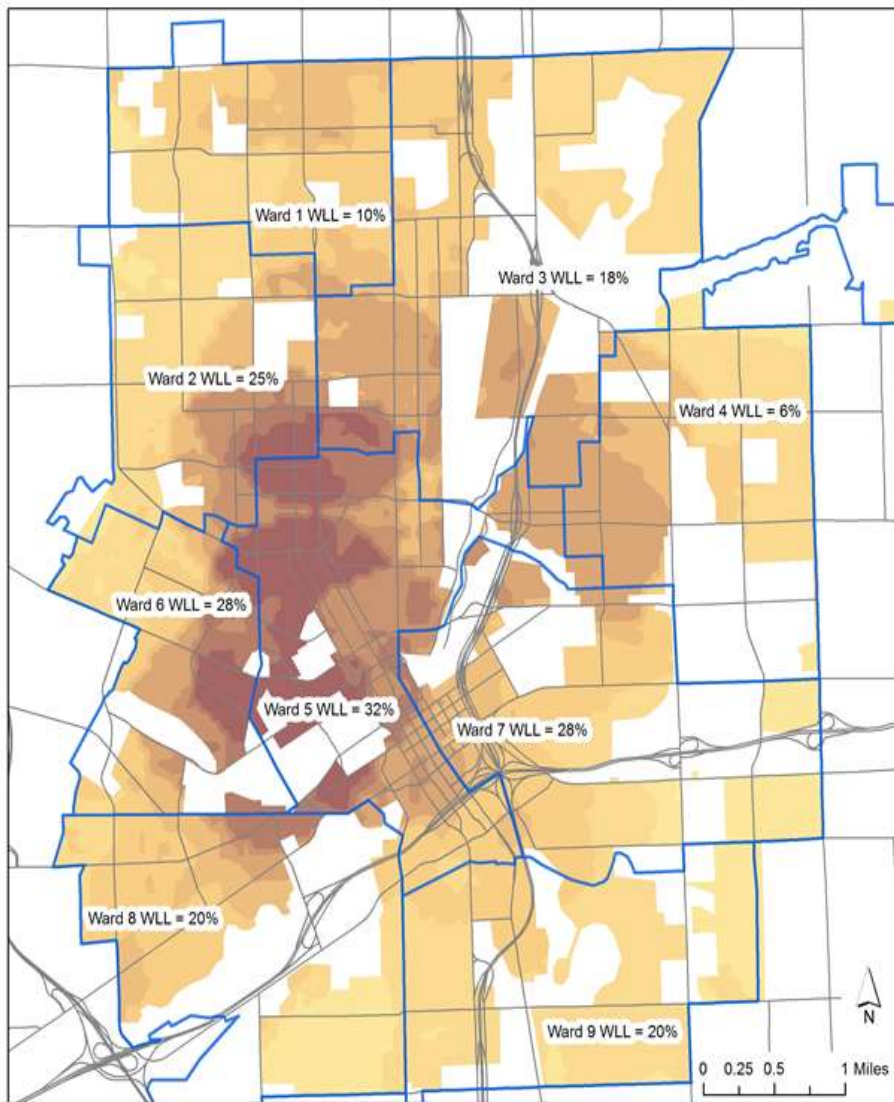 Ward 1 WLL = 10%
Ward 3 WLL = 18%
Ward 2 WLL = 25%
Ward 4 WLL = 6%
Ward 6 WLL = 28%
Ward 5 WLL = 32%
Ward 7 WLL = 28%
Ward 8 WLL = 20%
Ward 9 WLL = 20%
N
0 0.25 0.5 1 Miles